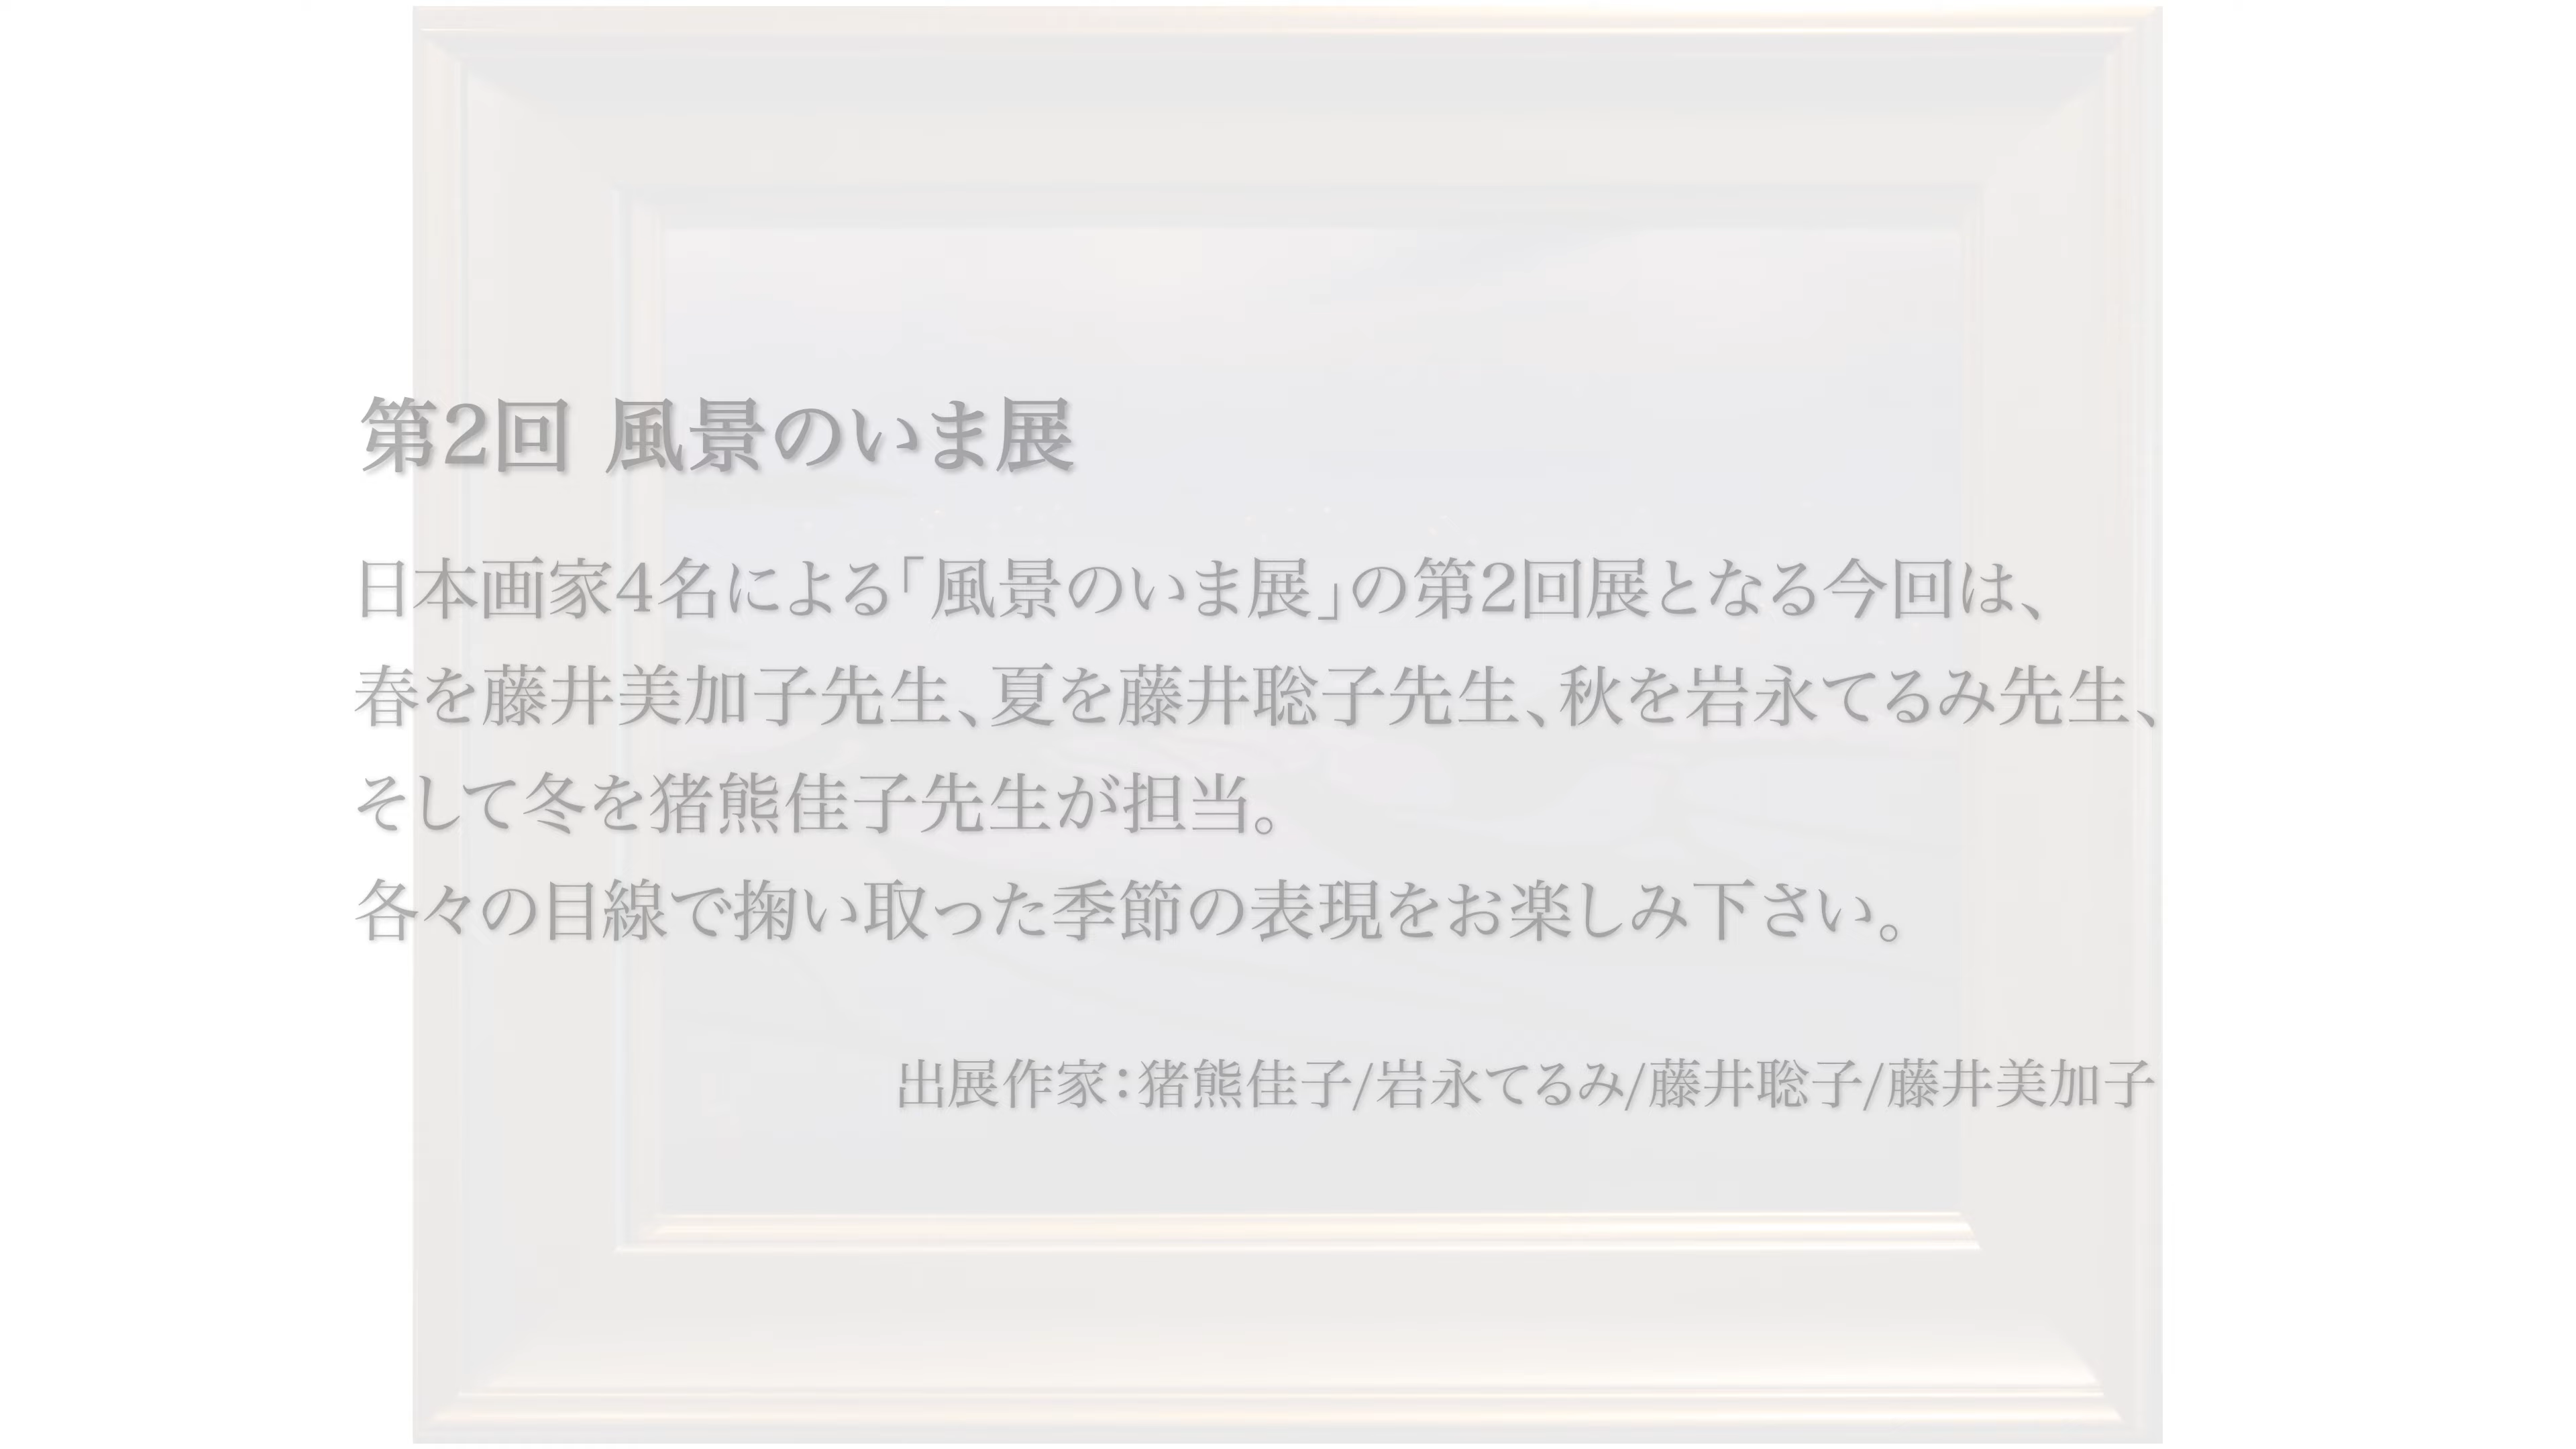 第2回 風景のいま展
日本画家4名による「風景のいま展」の第2回展となる今回は、
春を藤井美加子先生、夏を藤井聡子先生、秋を岩永てるみ先生、
そして冬を猪熊佳子先生が担当。
各々の目線で掬い取った季節の表現をお楽しみ下さい。
出展作家：猪熊佳子/岩永てるみ/藤井聡子/藤井美加子